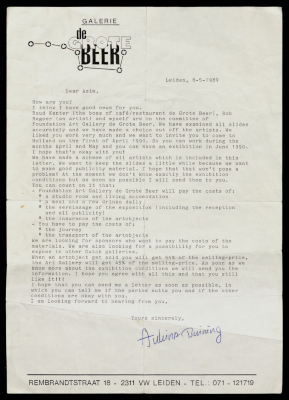 GALERIE
de
GROTE
BEER
Leiden, 8-5-1989
How are you?
I think I have good news for you.
Ruud Kanter (the boss of café/restaurant de Grote Beer), Rob
Regeer (an artist) and myself are on the committee of
Foundation Art Gallery de Grote Beer. We have examined all slides
accurately and we have made a choice out off the artists. We
liked you work very much and we want to invite you to come to
Holland on the first of April 1990. So you can work during the
months April and May and you can have an exhibition in June 1990.
I hope that's okay with you?
We have made a scheme of all artists which is included in this
letter. We want to keep the slides a little while because we want
to make good publicity material. I hope that that won't pose a
problem! At the moment we don't know exactly the exhibition
conditions but as soon as possible I will send these to you.
You can count on it that:
- Foundation Art Gallery de Grote Beer will pay the costs of:
* a studio room and living accomodation
* a meal and a few drinks daily
* the vernissage of the exposition (including the reception
and all publicity)
* the insurance of the artobjects
- You have to pay the costs of:
* the journey
* the transport of the artobjects
We are looking for sponsors who want to pay the costs of the
materials. We are also looking for a possibility for you to
expose in other Dutch galleries.
When an artobject get sold you will get 55% of the selling-price,
the Art Gallery will get 45% of the selling-price. As soon as we
know more about the exhibition conditions we will send you the
information. I hope you agree with all this and that you still
like it!!!
I hope that you can send me a letter as soon as possible, in
which you can tell me if the period suits you and if the other
conditions are okay with you.
I am looking forward to hearing from you,
Yours sincerely,
REMBRANDTSTRAAT 18 - 2311 VW LEIDEN - TEL.: 071 - 121719